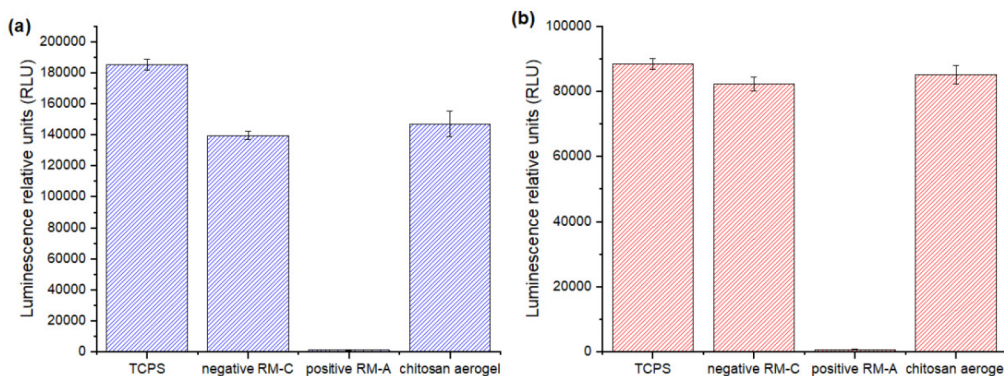 (a)
Luminescence relative units (RLU)
200000
180000
160000
140000
120000
100000
80000
60000
40000
20000
0
TCPS negative RM-C positive RM-A chitosan aerogel
(b)
Luminescence relative units (RLU)
100000
80000
60000
40000
20000
0
TCPS negative RM-C positive RM-A chitosan aerogel